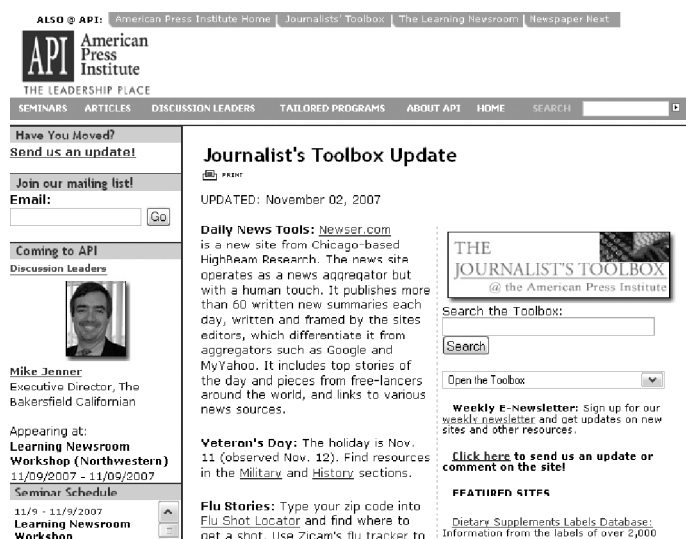 ALSO @ API: American Press Institute Home | Journalists' Toolbox | The Learning Newsroom | Newspaper Next
API American
Press
Institute
THE LEADERSHIP PLACE
SEMINARS ARTICLES DISCUSSION LEADERS TAILORED PROGRAMS ABOUT API HOME SEARCH
Have You Moved?
Send us an update!
Join our mailing list!
Email:
Go
Coming to API
Discussion Leaders
Mike Jenner
Executive Director, The
Bakersfield Californian
Appearing at:
Learning Newsroom
Workshop (Northwestern)
11/09/2007 - 11/09/2007
Seminar Schedule
11/9 - 11/9/2007
Learning Newsroom
Workshop
Journalist's Toolbox Update
PRINT
UPDATED: November 02, 2007
Daily News Tools: Newser.com
is a new site from Chicago-based
HighBeam Research. The news site
operates as a news aggregator but
with a human touch. It publishes more
than 60 written new summaries each
day, written and framed by the sites
editors, which differentiate it from
aggregators such as Google and
MyYahoo. It includes top stories of
the day and pieces from free-lancers
around the world, and links to various
news sources.
Veteran's Day: The holiday is Nov.
11 (observed Nov. 12). Find resources
in the Military and History sections.
Flu Stories: Type your zip code into
Flu Shot Locator and find where to
get a shot. Use Zicam's flu tracker to
THE
JOURNALIST'S TOOLBOX
@ the American Press Institute
Search the Toolbox:
Search
Open the Toolbox
Weekly E-Newsletter: Sign up for our
weekly newsletter and get updates on new
sites and other resources.
Click here to send us an update or
comment on the site!
FEATURED SITES
Dietary Supplements Labels Database:
Information from the labels of over 2,000